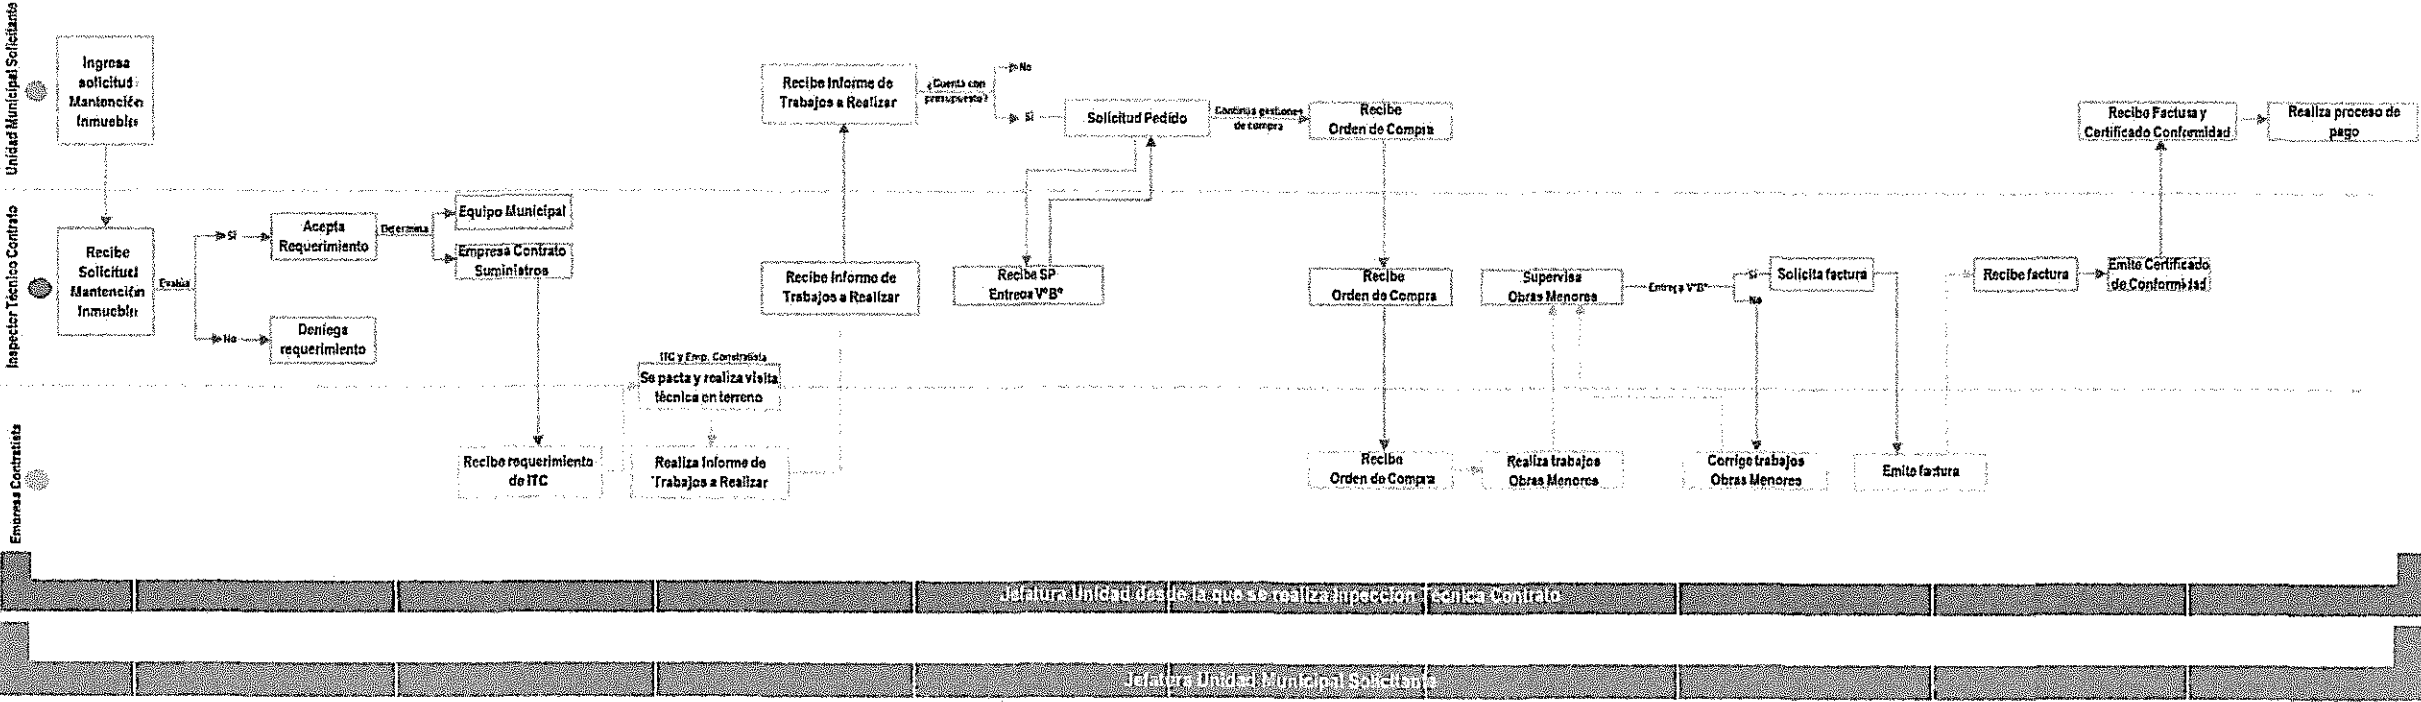 Unidad Municipal Solicitante
Ingresa
solicitud
Mantención
Inmueble
Recibe Informe de
Trabajos a Realizar
¿Cuenta con
presupuesto?
No
Si
Solicitud Pedido
Continúa gestiones
de compra
Recibe
Orden de Compra
Recibe Factura y
Certificado Conformidad
Realiza proceso de
pago
Inspector Técnico Contrato
Recibe
Solicitud
Mantención
Inmueble
Evalúa
Si
No
Acepta
Requerimiento
Deniega
requerimiento
Determina
Equipo Municipal
Empresa Contrato
Suministros
Recibe Informe de
Trabajos a Realizar
Recibe SP
Entrega V°B°
Recibe
Orden de Compra
Supervisa
Obras Menores
Entrega V°B°
Si
No
Solicita factura
Recibe factura
Emite Certificado
de Conformidad
ITC y Emp. Constratista
Se pacta y realiza visita
técnica en terreno
Empresa Contratista
Recibe requerimiento
de ITC
Realiza Informe de
Trabajos a Realizar
Recibe
Orden de Compra
Realiza trabajos
Obras Menores
Corrige trabajos
Obras Menores
Emite factura
Jefatura Unidad desde la que se realiza Inpección Técnica Contrato
Jefatura Unidad Municipal Solicitante